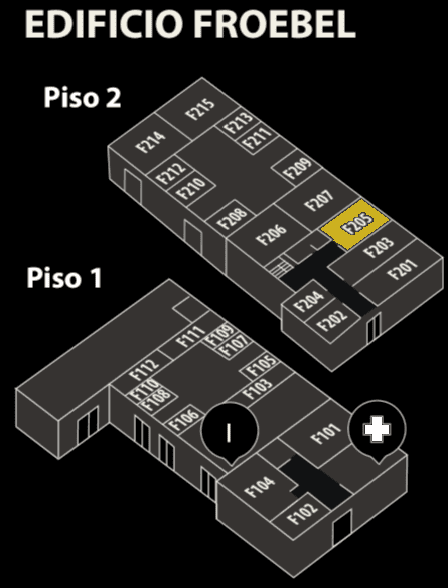 EDIFICIO FROEBEL
Piso 2
F215
F214
F213
F211
F212
F210
F209
F208
F207
F206
F205
F203
F201
F204
F202
Piso 1
F111
F109
F107
F112
F110
F108
F105
F103
F106
I
F101
F104
F102